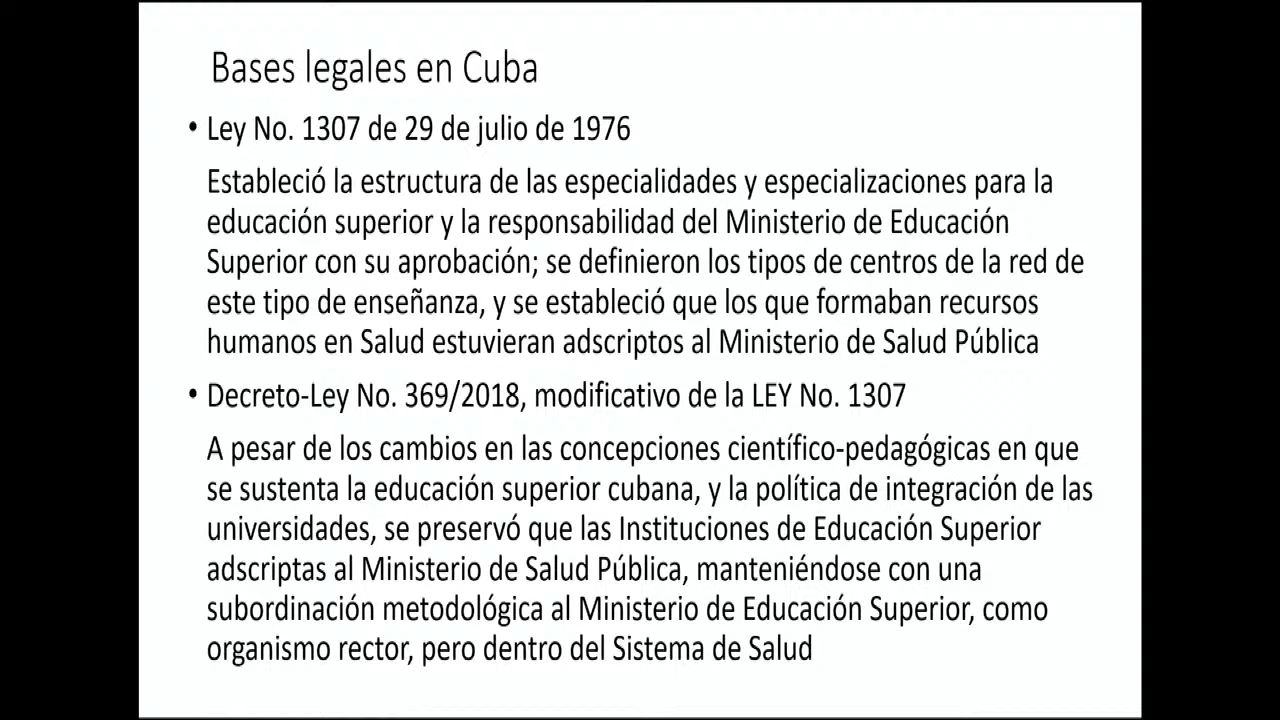 Bases legales en Cuba
• Ley No. 1307 de 29 de julio de 1976
Estableció la estructura de las especialidades y especializaciones para la
educación superior y la responsabilidad del Ministerio de Educación
Superior con su aprobación; se definieron los tipos de centros de la red de
este tipo de enseñanza, y se estableció que los que formaban recursos
humanos en Salud estuvieran adscriptos al Ministerio de Salud Pública
• Decreto-Ley No. 369/2018, modificativo de la LEY No. 1307
A pesar de los cambios en las concepciones científico-pedagógicas en que
se sustenta la educación superior cubana, y la política de integración de las
universidades, se preservó que las Instituciones de Educación Superior
adscriptas al Ministerio de Salud Pública, manteniéndose con una
subordinación metodológica al Ministerio de Educación Superior, como
organismo rector, pero dentro del Sistema de Salud